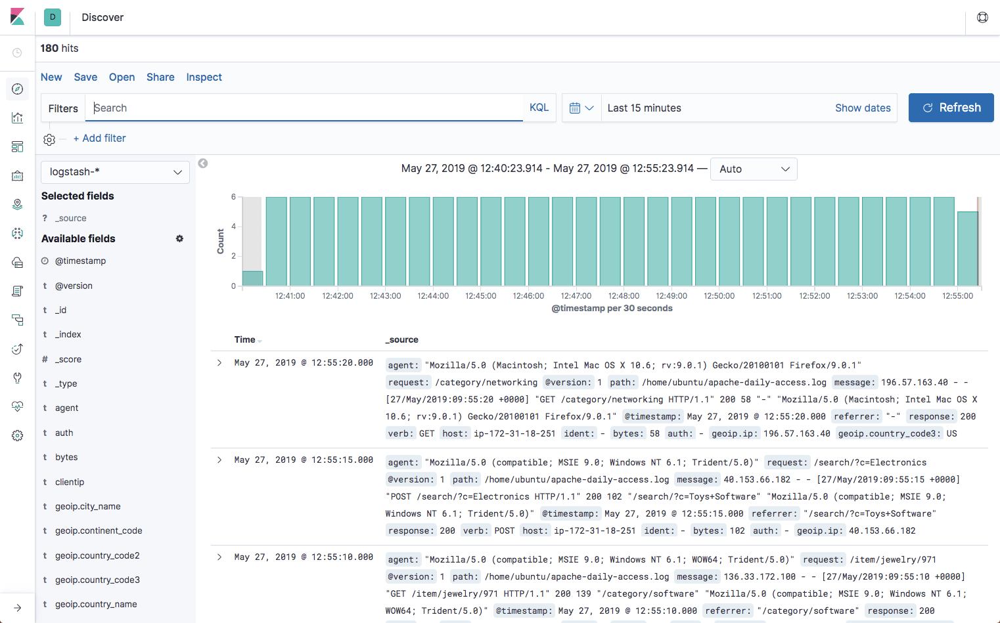 D Discover
180 hits
New Save Open Share Inspect
Filters Search KQL Last 15 minutes Show dates Refresh
+ Add filter
logstash-*
Selected fields
? _source
Available fields
@timestamp
t @version
t _id
t _index
# _score
t _type
t agent
t auth
t bytes
t clientip
t geoip.city_name
t geoip.continent_code
t geoip.country_code2
t geoip.country_code3
t geoip.country_name
May 27, 2019 @ 12:40:23.914 - May 27, 2019 @ 12:55:23.914 — Auto
Count
6
4
2
0
12:41:00 12:42:00 12:43:00 12:44:00 12:45:00 12:46:00 12:47:00 12:48:00 12:49:00 12:50:00 12:51:00 12:52:00 12:53:00 12:54:00 12:55:00
@timestamp per 30 seconds
Time _source
May 27, 2019 @ 12:55:20.000 agent: "Mozilla/5.0 (Macintosh; Intel Mac OS X 10.6; rv:9.0.1) Gecko/20100101 Firefox/9.0.1"
request: /category/networking @version: 1 path: /home/ubuntu/apache-daily-access.log message: 196.57.163.40 - -
[27/May/2019:09:55:20 +0000] "GET /category/networking HTTP/1.1" 200 58 "-" "Mozilla/5.0 (Macintosh; Intel Mac OS X
10.6; rv:9.0.1) Gecko/20100101 Firefox/9.0.1" @timestamp: May 27, 2019 @ 12:55:20.000 referrer: "-" response: 200
verb: GET host: ip-172-31-18-251 ident: - bytes: 58 auth: - geoip.ip: 196.57.163.40 geoip.country_code3: US
May 27, 2019 @ 12:55:15.000 agent: "Mozilla/5.0 (compatible; MSIE 9.0; Windows NT 6.1; Trident/5.0)" request: /search/?c=Electronics
@version: 1 path: /home/ubuntu/apache-daily-access.log message: 40.153.66.182 - - [27/May/2019:09:55:15 +0000]
"POST /search/?c=Electronics HTTP/1.1" 200 102 "/search/?c=Toys+Software" "Mozilla/5.0 (compatible; MSIE 9.0;
Windows NT 6.1; Trident/5.0)" @timestamp: May 27, 2019 @ 12:55:15.000 referrer: "/search/?c=Toys+Software"
response: 200 verb: POST host: ip-172-31-18-251 ident: - bytes: 102 auth: - geoip.ip: 40.153.66.182
May 27, 2019 @ 12:55:10.000 agent: "Mozilla/5.0 (compatible; MSIE 9.0; Windows NT 6.1; WOW64; Trident/5.0)" request: /item/jewelry/971
@version: 1 path: /home/ubuntu/apache-daily-access.log message: 136.33.172.100 - - [27/May/2019:09:55:10 +0000]
"GET /item/jewelry/971 HTTP/1.1" 200 139 "/category/software" "Mozilla/5.0 (compatible; MSIE 9.0; Windows NT 6.1;
WOW64; Trident/5.0)" @timestamp: May 27, 2019 @ 12:55:10.000 referrer: "/category/software" response: 200